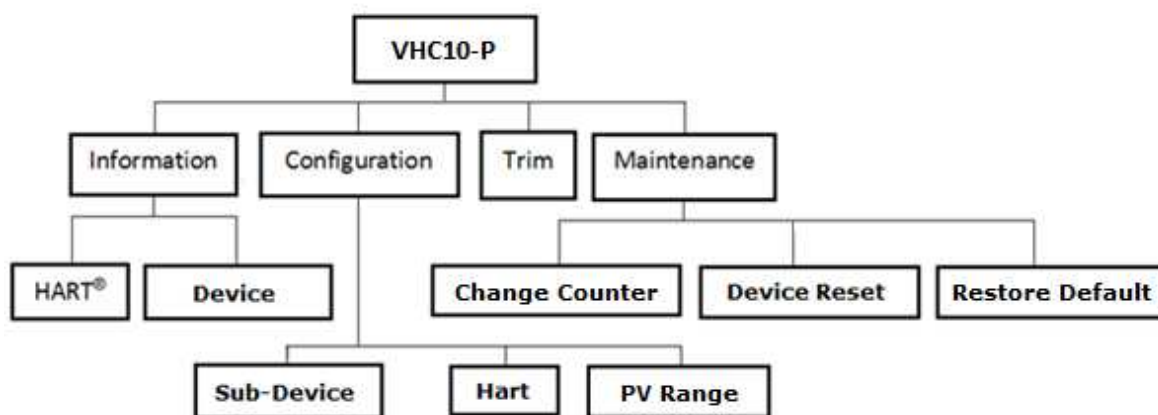 VHC10-P
Information
Configuration
Trim
Maintenance
HART®
Device
Change Counter
Device Reset
Restore Default
Sub-Device
Hart
PV Range